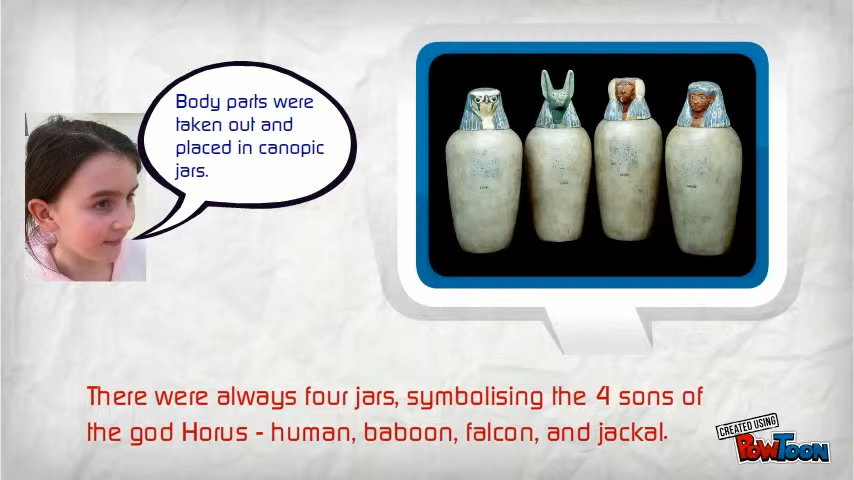 Body parts were
taken out and
placed in canopic
jars.
There were always four jars, symbolising the 4 sons of
the god Horus - human, baboon, falcon, and jackal.
CREATED USING
POWTOON